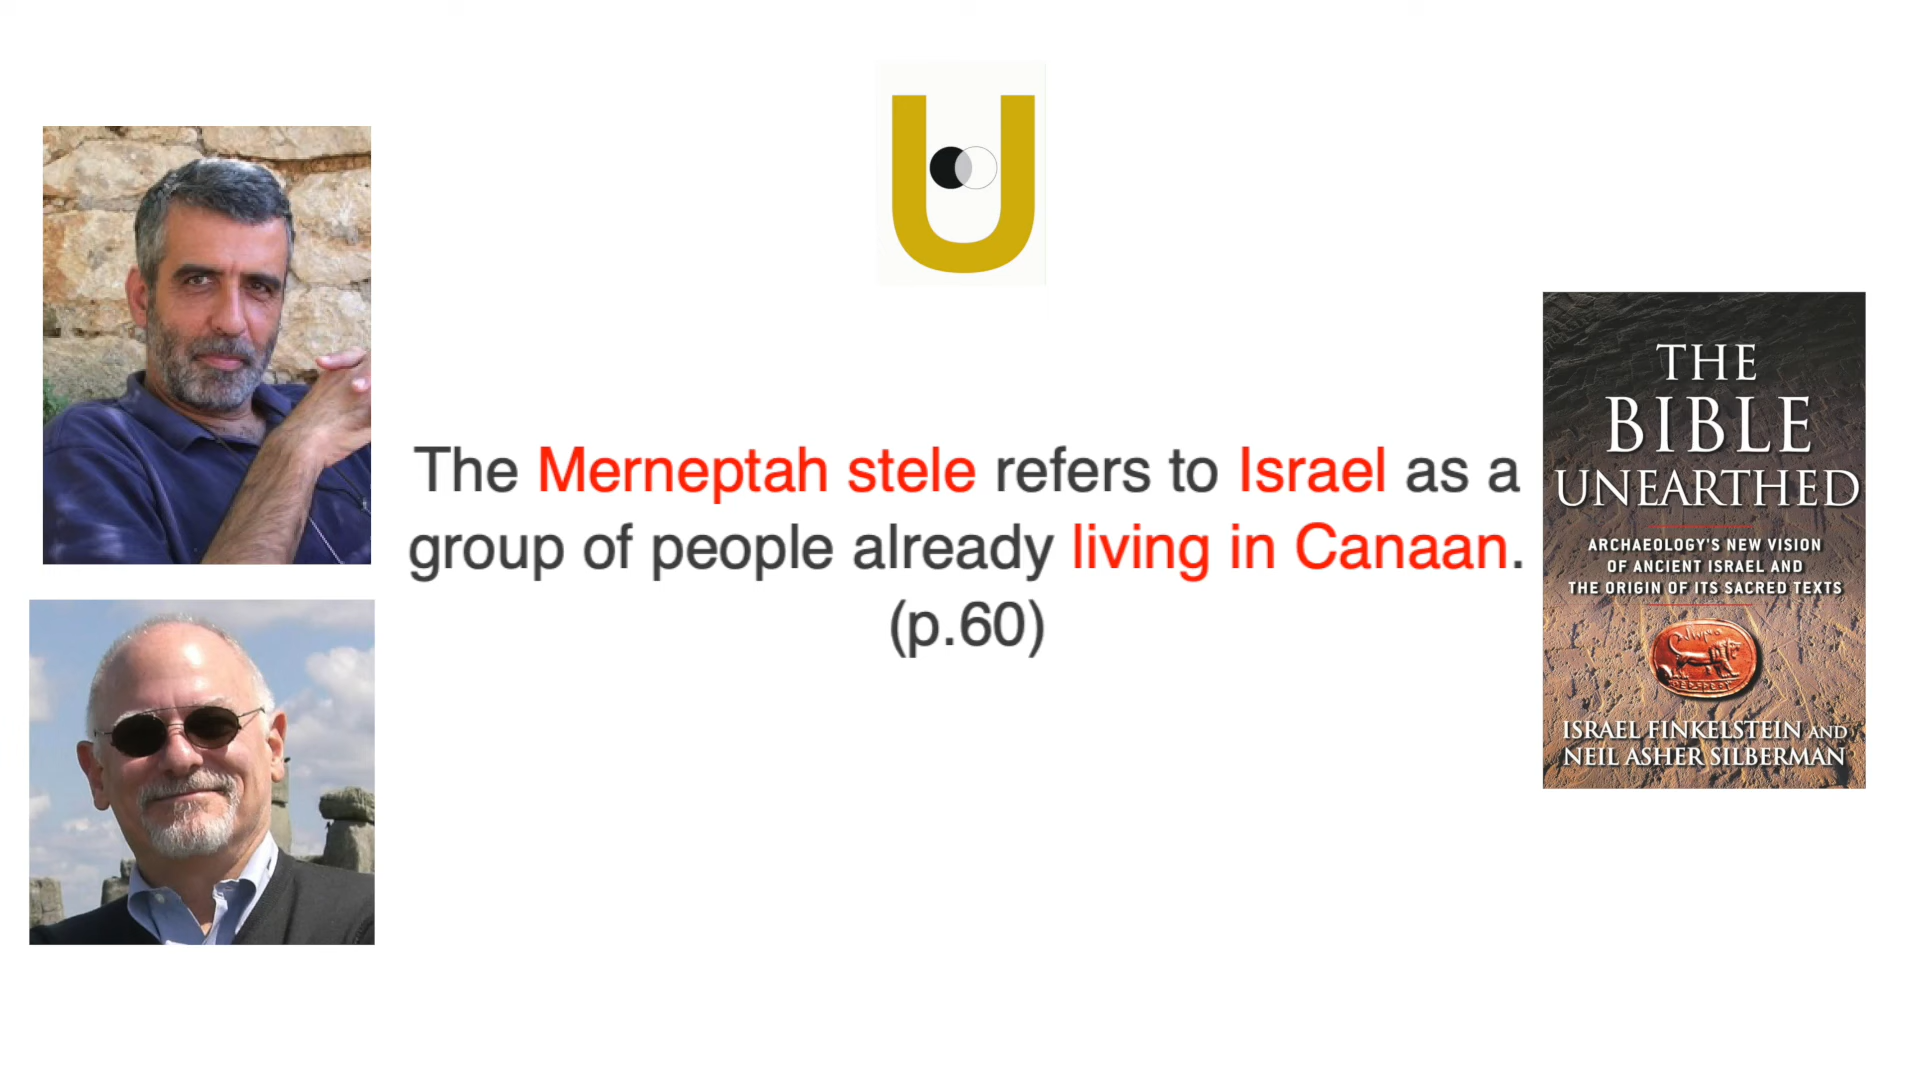 U
The Merneptah stele refers to Israel as a
group of people already living in Canaan.
(p.60)
THE
BIBLE
UNEARTHED
ARCHAEOLOGY'S NEW VISION
OF ANCIENT ISRAEL AND
THE ORIGIN OF ITS SACRED TEXTS
ISRAEL FINKELSTEIN AND
NEIL ASHER SILBERMAN